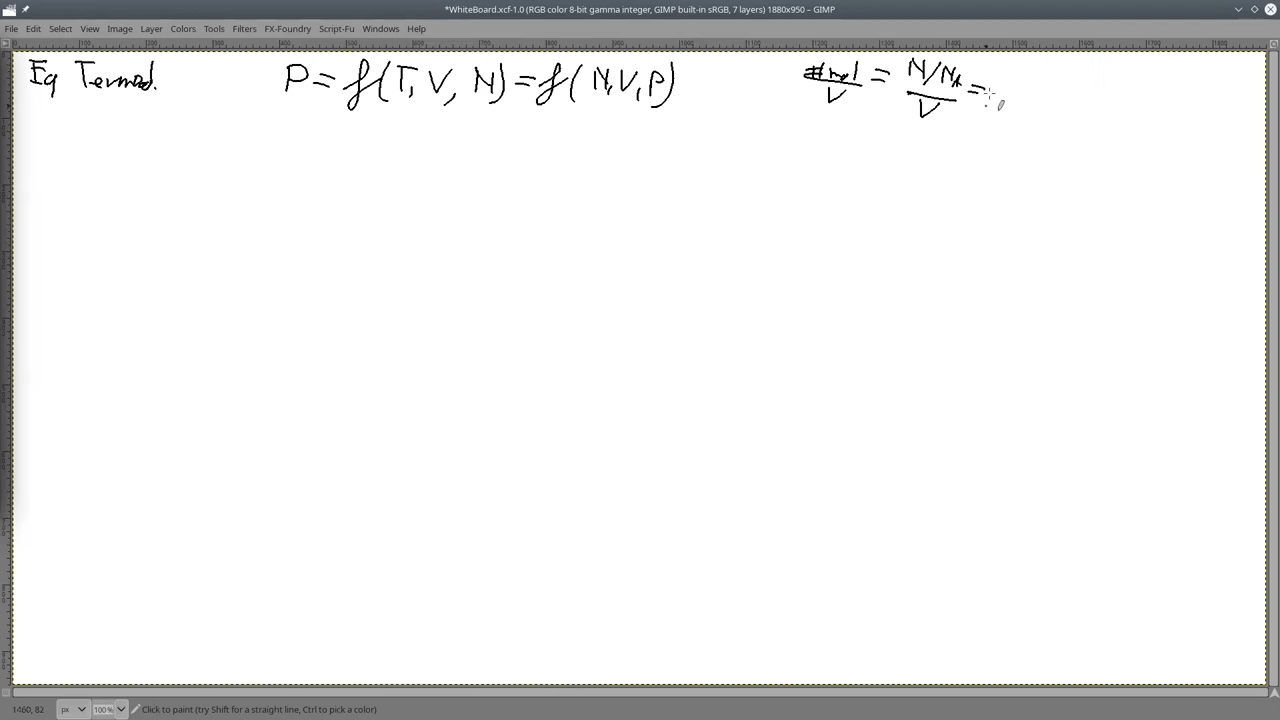 *WhiteBoard.xcf-1.0 (RGB color 8-bit gamma integer, GIMP built-in sRGB, 7 layers) 1880x950 – GIMP
File Edit Select View Image Layer Colors Tools Filters FX-Foundry Script-Fu Windows Help
Eq Termod. P = f(T, V, N) = f(N, V, P) #mol/V = (N/NA)/V =
1460, 82 px 100% Click to paint (try Shift for a straight line, Ctrl to pick a color)